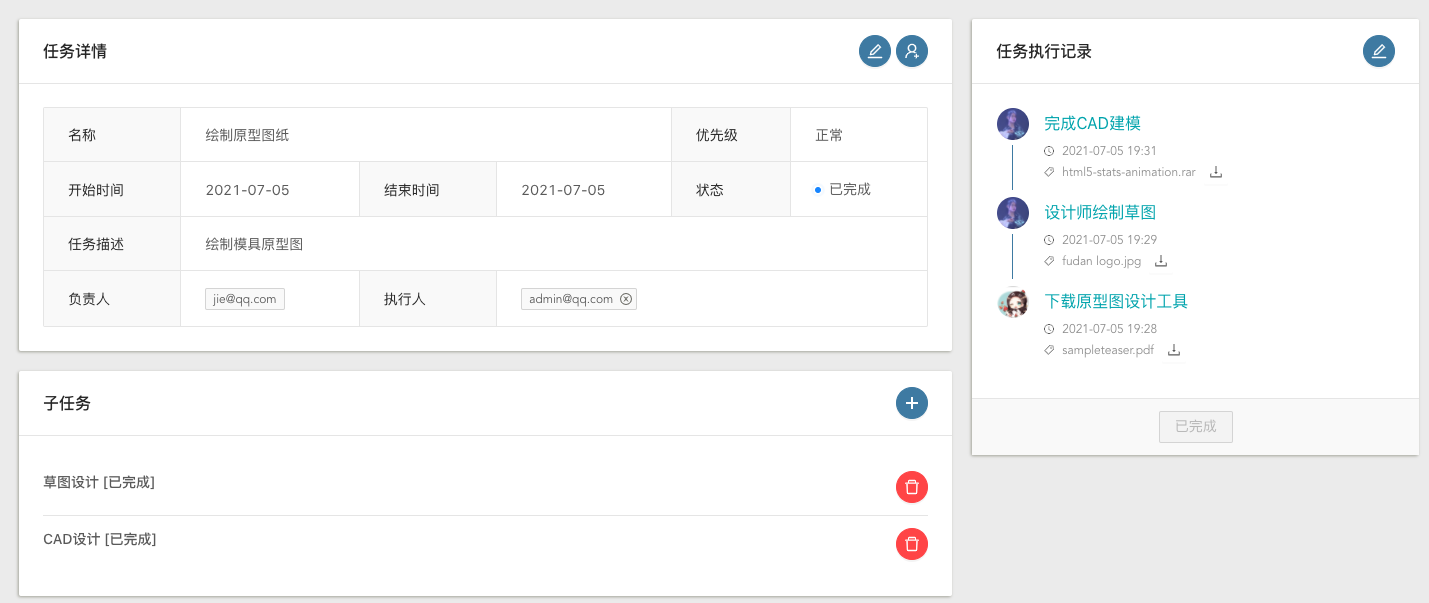 任务详情
名称 绘制原型图纸 优先级 正常
开始时间 2021-07-05 结束时间 2021-07-05 状态 已完成
任务描述 绘制模具原型图
负责人 jie@qq.com 执行人 admin@qq.com
子任务
草图设计 [已完成]
CAD设计 [已完成]
任务执行记录
完成CAD建模
2021-07-05 19:31
html5-stats-animation.rar
设计师绘制草图
2021-07-05 19:29
fudan logo.jpg
下载原型图设计工具
2021-07-05 19:28
sampleteaser.pdf
已完成